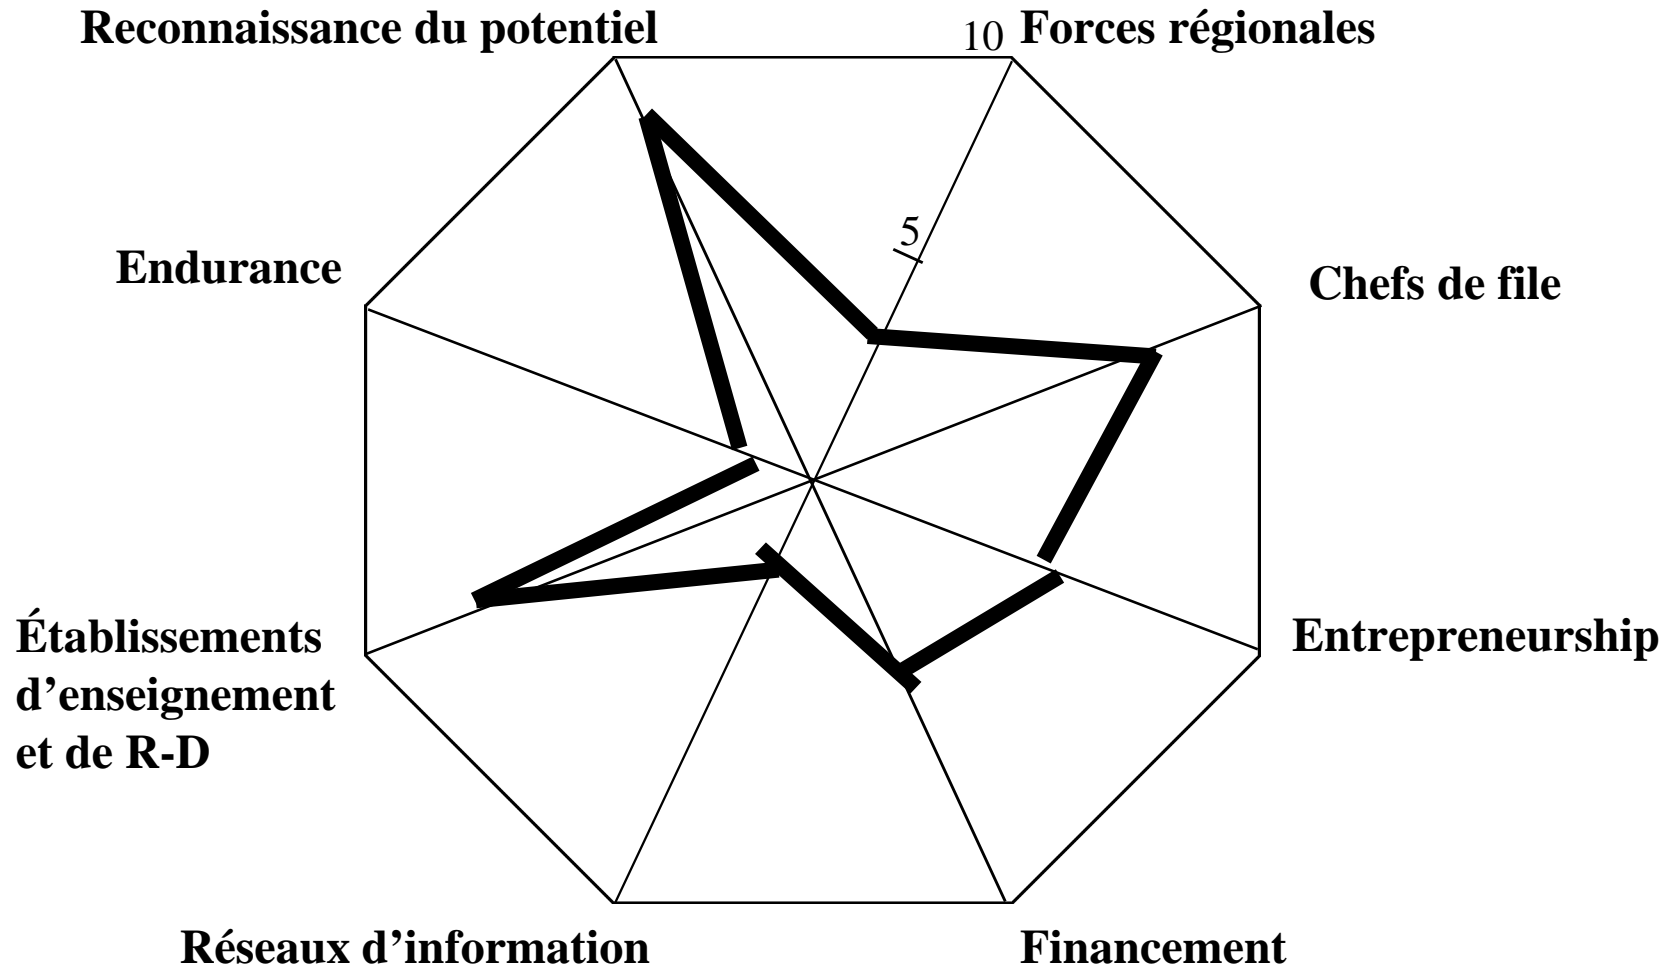 Reconnaissance du potentiel
10 Forces régionales
5
Endurance
Chefs de file
Établissements
d’enseignement
et de R-D
Entrepreneurship
Réseaux d’information
Financement